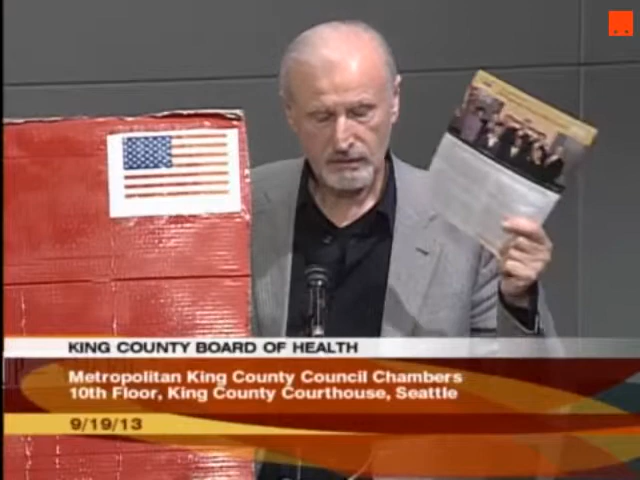 KING COUNTY BOARD OF HEALTH
Metropolitan King County Council Chambers
10th Floor, King County Courthouse, Seattle
9/19/13